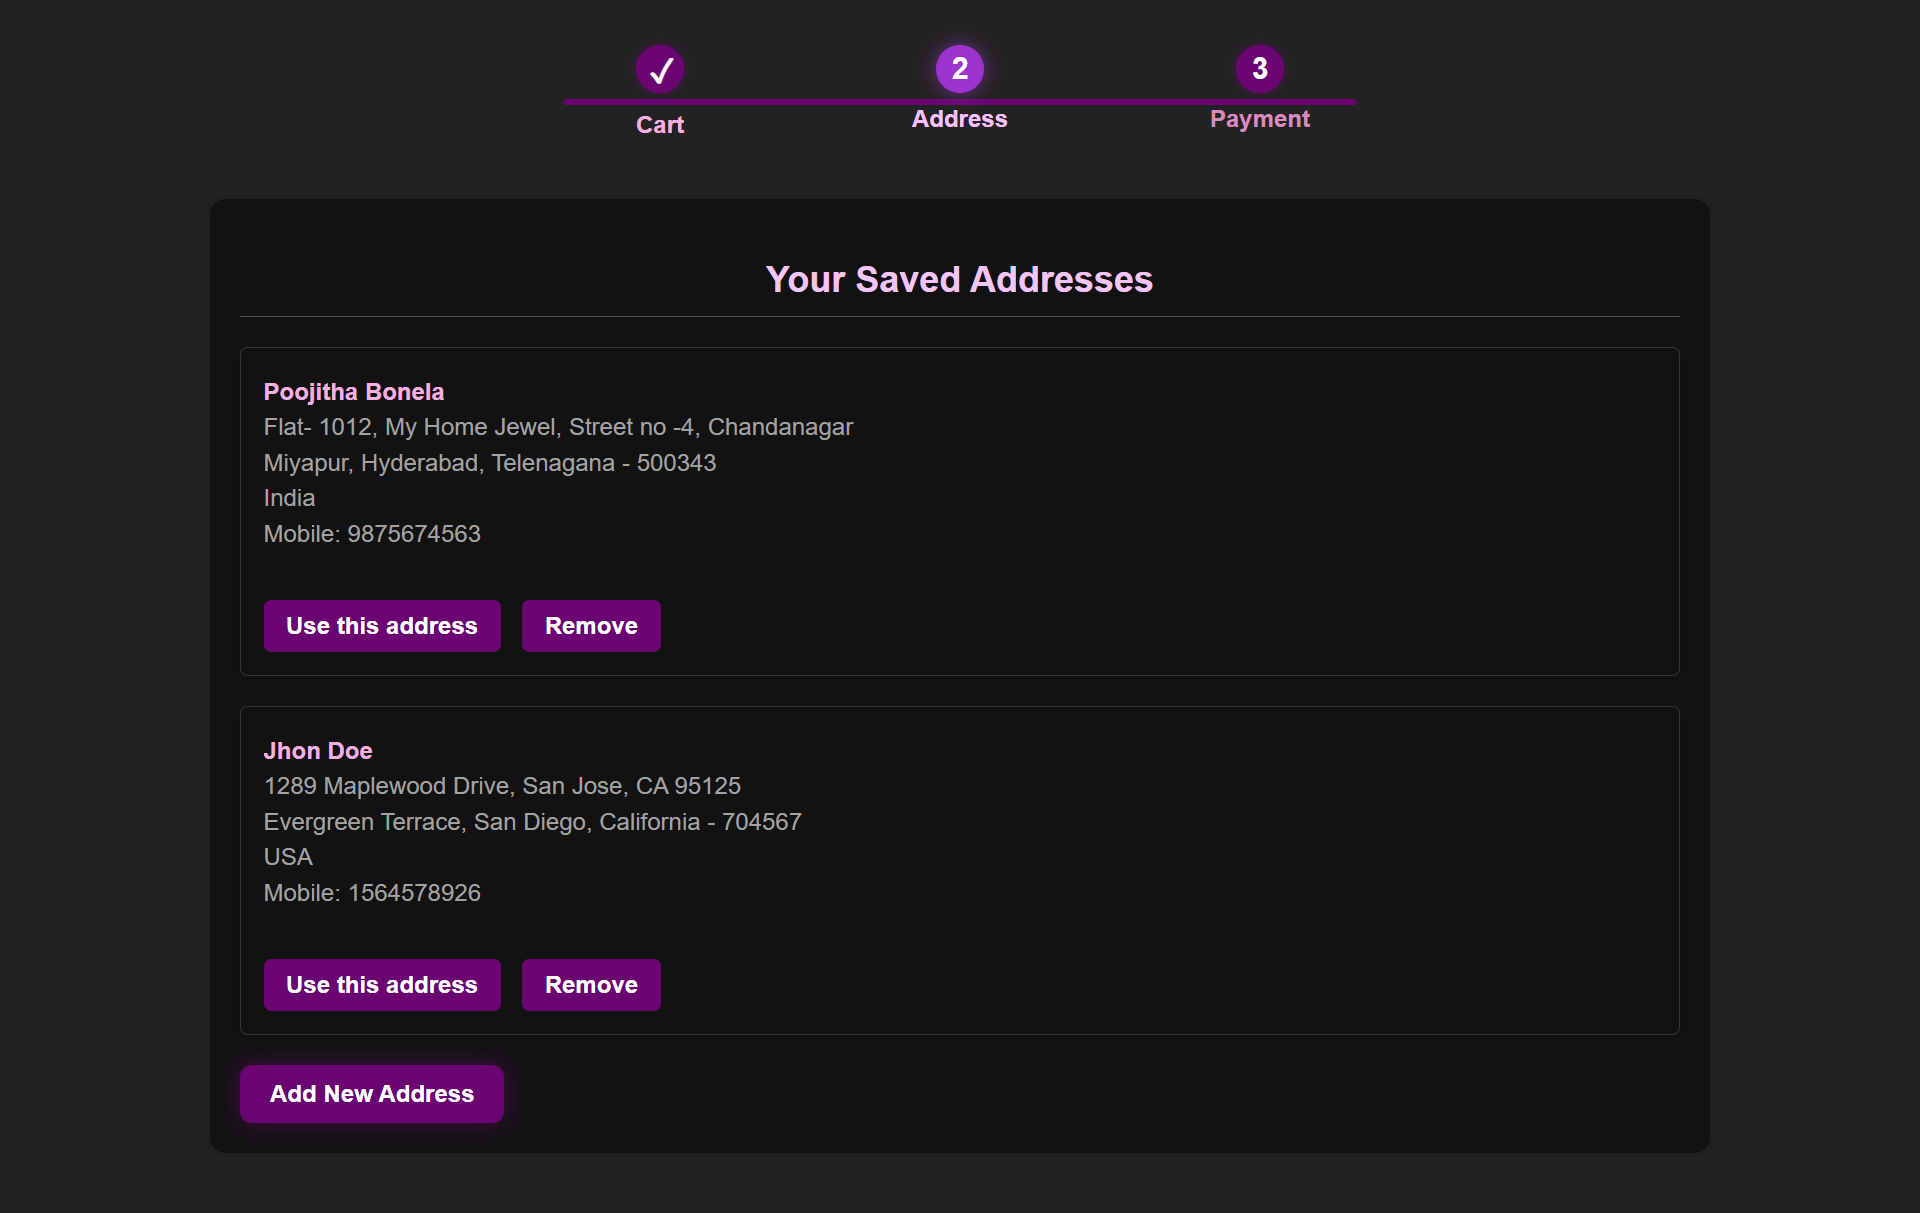 ✓ 2 3
Cart Address Payment
Your Saved Addresses
Poojitha Bonela
Flat- 1012, My Home Jewel, Street no -4, Chandanagar
Miyapur, Hyderabad, Telenagana - 500343
India
Mobile: 9875674563
Use this address Remove
Jhon Doe
1289 Maplewood Drive, San Jose, CA 95125
Evergreen Terrace, San Diego, California - 704567
USA
Mobile: 1564578926
Use this address Remove
Add New Address